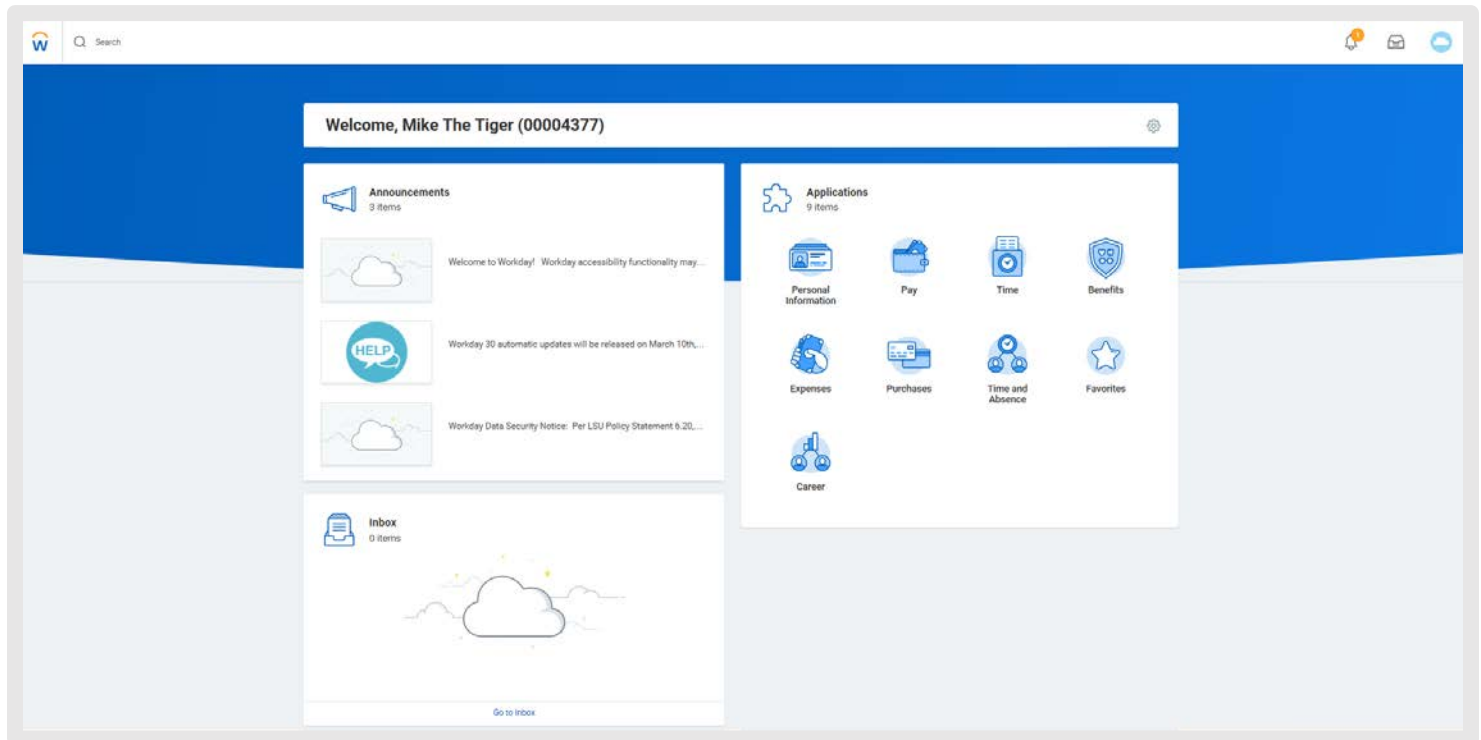 W
Search
1
Welcome, Mike The Tiger (00004377)
Announcements
3 items
Welcome to Workday! Workday accessibility functionality may...
HELP
Workday 30 automatic updates will be released on March 10th,...
Workday Data Security Notice: Per LSU Policy Statement 6.20,...
Inbox
0 items
Go to Inbox
Applications
9 items
Personal
Information
Pay
Time
Benefits
Expenses
Purchases
Time and
Absence
Favorites
Career